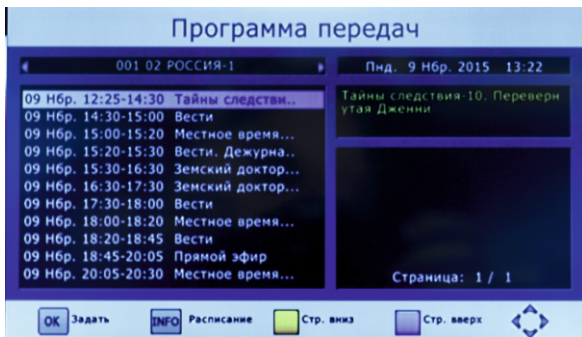 Программа передач
001 02 РОССИЯ-1
Пнд. 9 Нбр. 2015 13:22
09 Нбр. 12:25-14:30 Тайны следстви..
09 Нбр. 14:30-15:00 Вести
09 Нбр. 15:00-15:20 Местное время...
09 Нбр. 15:20-15:30 Вести. Дежурна..
09 Нбр. 15:30-16:30 Земский доктор...
09 Нбр. 16:30-17:30 Земский доктор...
09 Нбр. 17:30-18:00 Вести
09 Нбр. 18:00-18:20 Местное время...
09 Нбр. 18:20-18:45 Вести
09 Нбр. 18:45-20:05 Прямой эфир
09 Нбр. 20:05-20:30 Местное время...
Тайны следствия-10. Переверн
утая Дженни
Страница: 1 / 1
OK Задать INFO Расписание Стр. вниз Стр. вверх